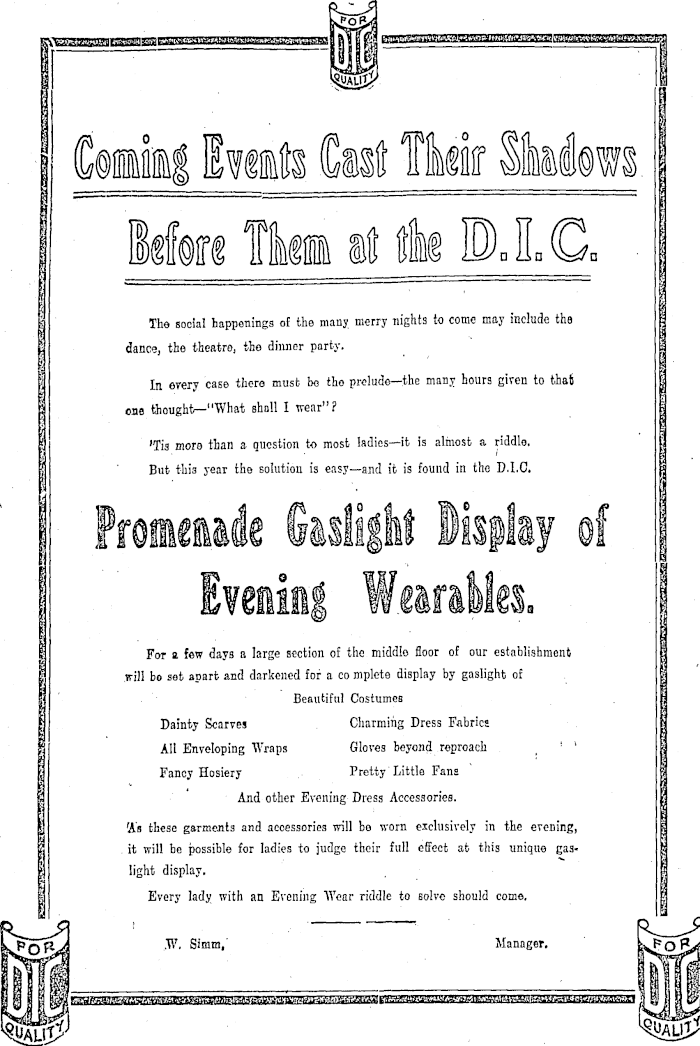 FOR
DIC
QUALITY
Coming Events Cast Their Shadows
Before Them at the D.I.C.
The social happenings of the many merry nights to come may include the
dance, the theatre, the dinner party.
In every case there must be the prelude—the many hours given to that
one thought—"What shall I wear"?
'Tis more than a question to most ladies—it is almost a riddle.
But this year the solution is easy—and it is found in the D.I.C.
Promenade Gaslight Display of
Evening Wearables.
For a few days a large section of the middle floor of our establishment
will be set apart and darkened for a complete display by gaslight of
Beautiful Costumes
Dainty Scarves Charming Dress Fabrics
All Enveloping Wraps Gloves beyond reproach
Fancy Hosiery Pretty Little Fans
And other Evening Dress Accessories.
As these garments and accessories will be worn exclusively in the evening,
it will be possible for ladies to judge their full effect at this unique gas-
light display.
Every lady with an Evening Wear riddle to solve should come.
W. Simm, Manager.
FOR
DIC
QUALITY
FOR
DIC
QUALITY